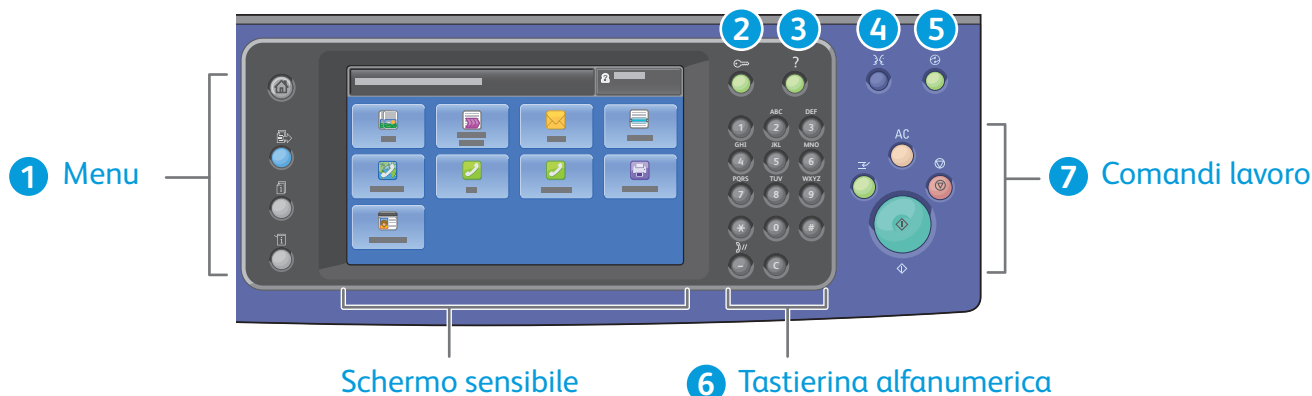 2 3 4 5
?
ABC DEF
1 2 3
GHI JKL MNO
4 5 6
PQRS TUV WXYZ
7 8 9
* 0 #
- C
AC
1 Menu
7 Comandi lavoro
Schermo sensibile
6 Tastierina alfanumerica